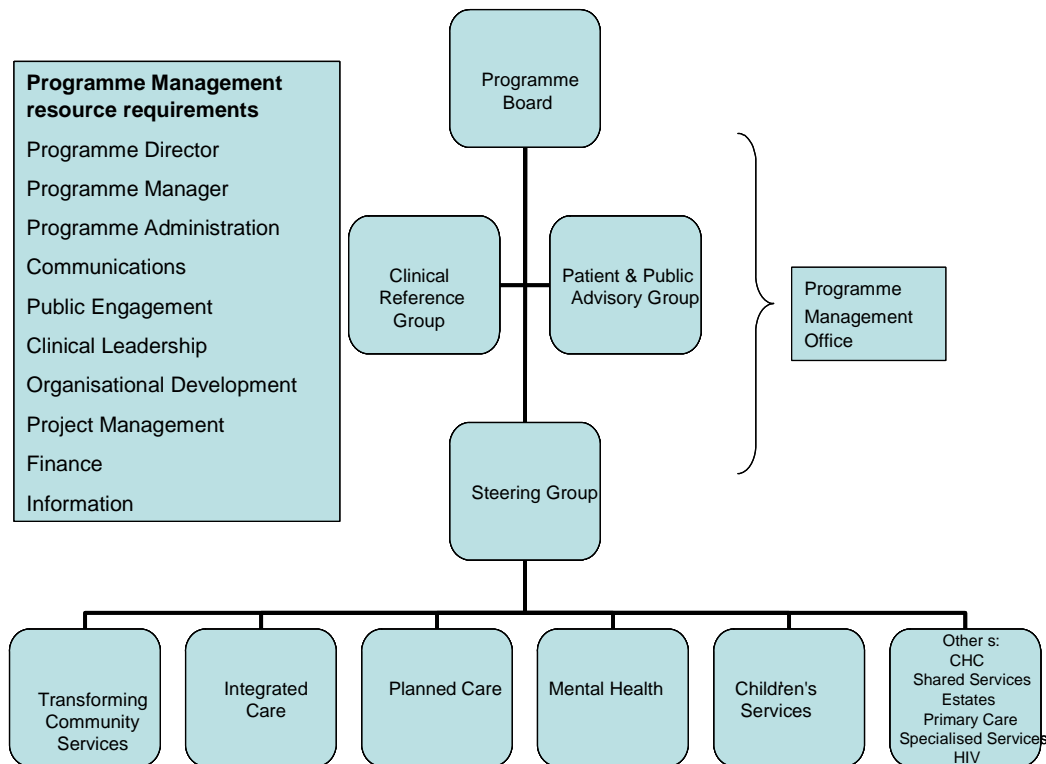 Programme Management
resource requirements
Programme Director
Programme Manager
Programme Administration
Communications
Public Engagement
Clinical Leadership
Organisational Development
Project Management
Finance
Information
Programme
Board
Clinical
Reference
Group
Patient & Public
Advisory Group
Programme
Management
Office
Steering Group
Transforming
Community
Services
Integrated
Care
Planned Care
Mental Health
Children's
Services
Other s:
CHC
Shared Services
Estates
Primary Care
Specialised Services
HIV